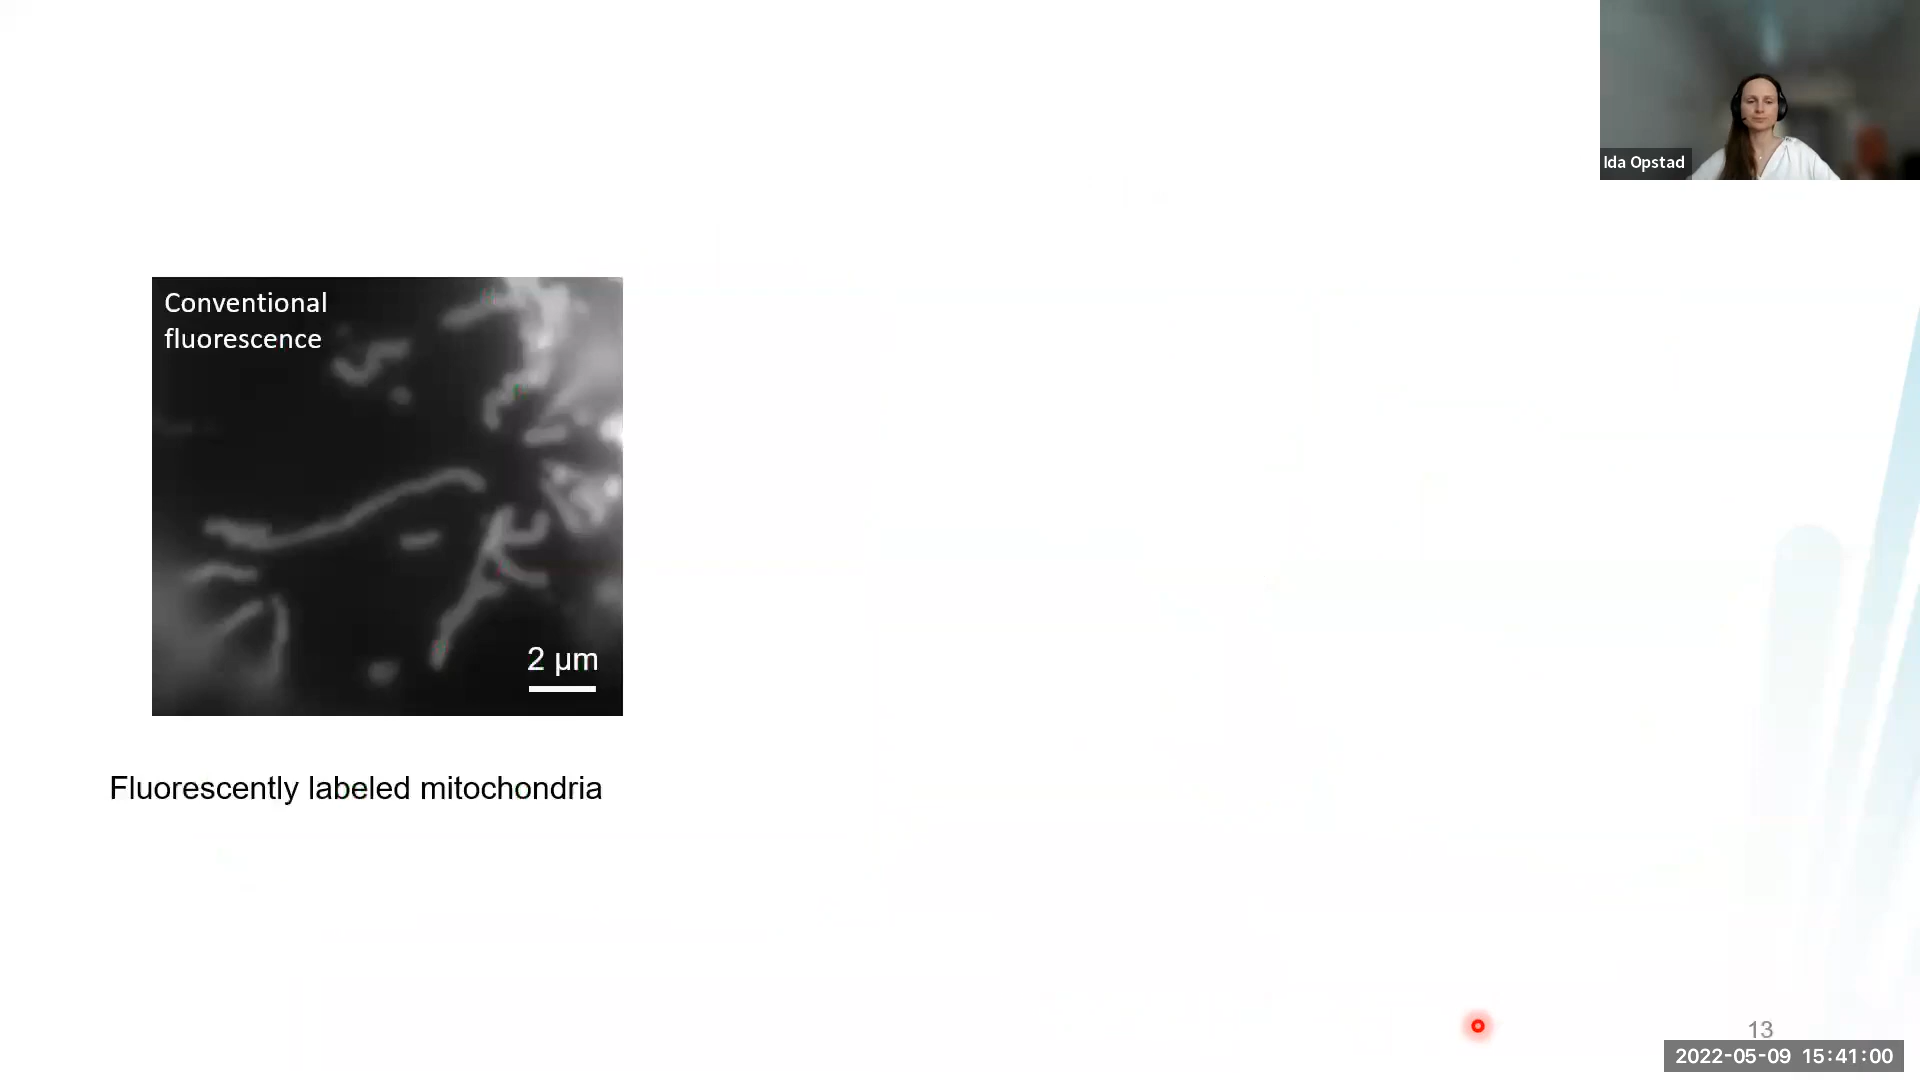 Ida Opstad
Conventional
fluorescence
2 µm
Fluorescently labeled mitochondria
13
2022-05-09 15:41:00